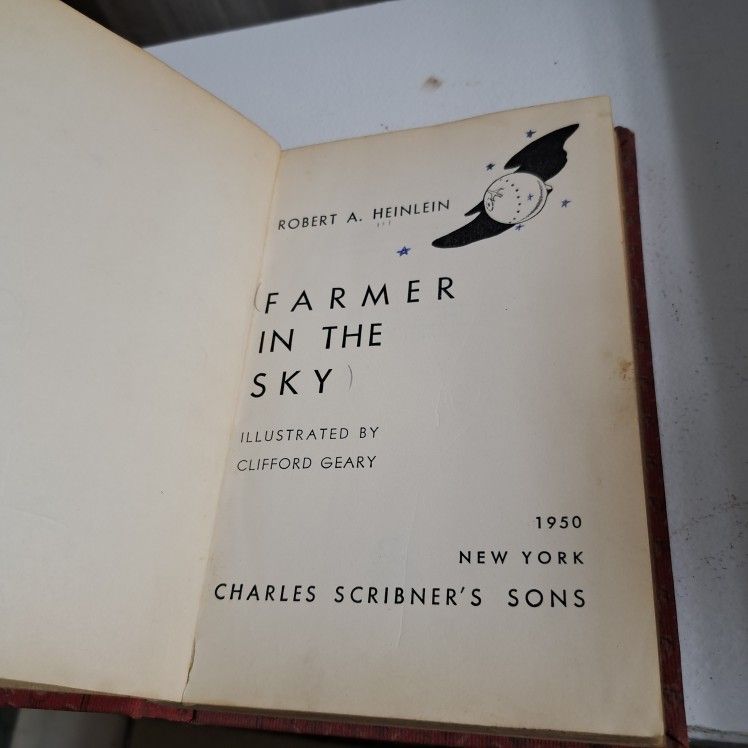 ROBERT A. HEINLEIN
(FARMER
IN THE
SKY)
ILLUSTRATED BY
CLIFFORD GEARY
1950
NEW YORK
CHARLES SCRIBNER'S SONS